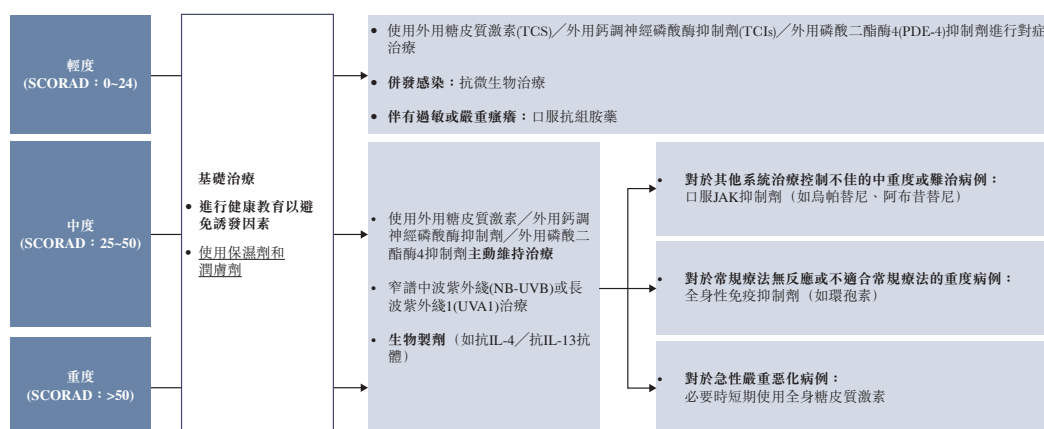 輕度
(SCORAD：0~24)
中度
(SCORAD：25~50)
重度
(SCORAD：>50)
基礎治療
• 進行健康教育以避
免誘發因素
• 使用保濕劑和
潤膚劑
• 使用外用糖皮質激素(TCS)／外用鈣調神經磷酸酶抑制劑(TCIs)／外用磷酸二酯酶4(PDE-4)抑制劑進行對症
治療
• 併發感染：抗微生物治療
• 伴有過敏或嚴重瘙癢：口服抗組胺藥
• 使用外用糖皮質激素／外用鈣調
神經磷酸酶抑制劑／外用磷酸二
酯酶4抑制劑主動維持治療
• 窄譜中波紫外綫(NB-UVB)或長
波紫外綫1(UVA1)治療
• 生物製劑（如抗IL-4／抗IL-13抗
體）
• 對於其他系統治療控制不佳的中重度或難治病例：
口服JAK抑制劑（如烏帕替尼、阿布昔替尼）
• 對於常規療法無反應或不適合常規療法的重度病例：
全身性免疫抑制劑（如環孢素）
• 對於急性嚴重惡化病例：
必要時短期使用全身糖皮質激素